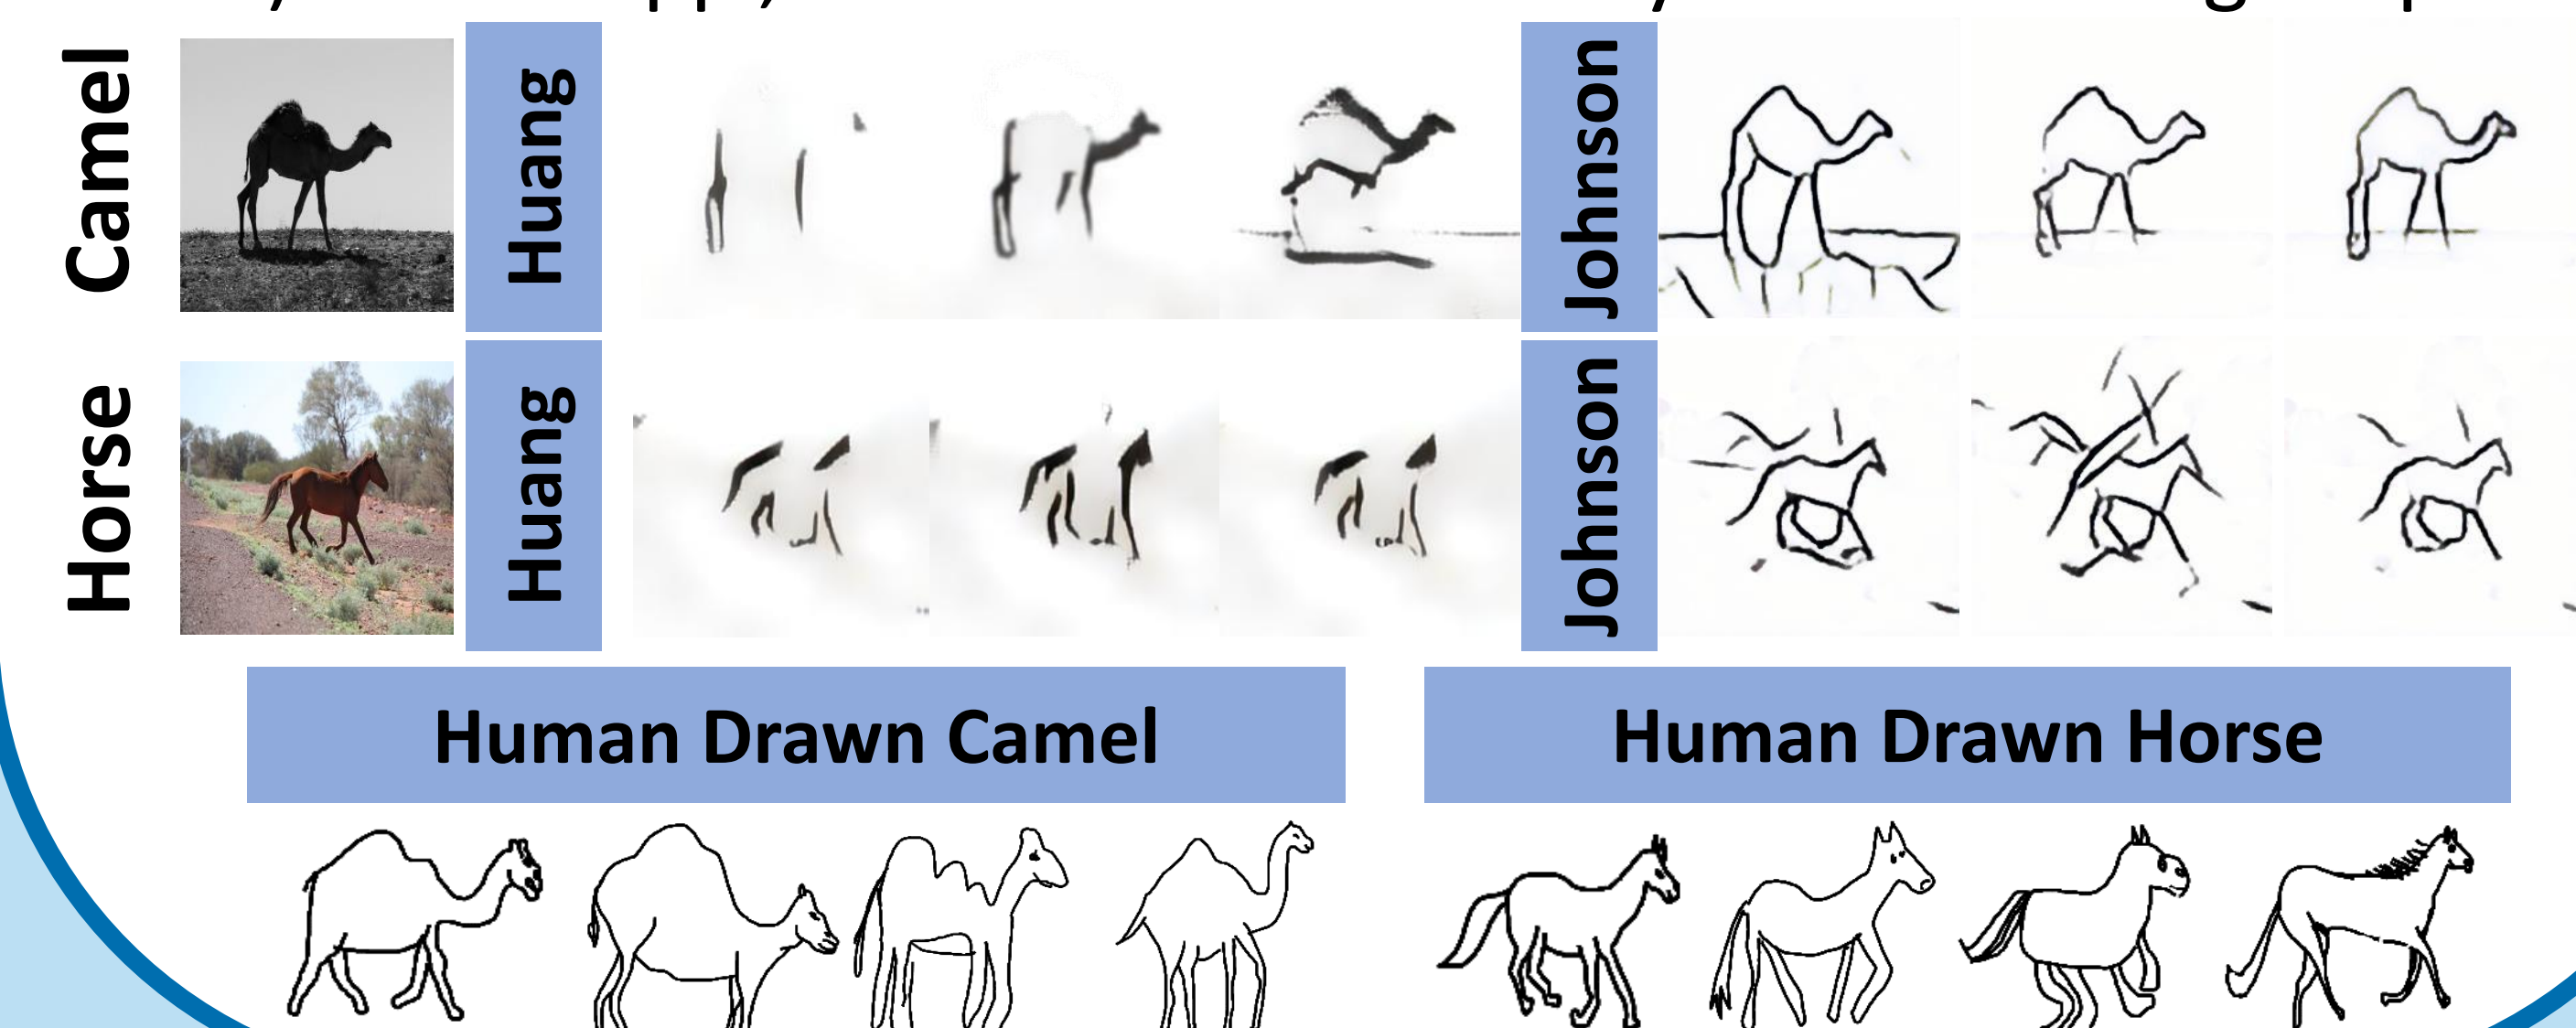 Camel
Huang
Johnson
Horse
Huang
Johnson
Human Drawn Camel
Human Drawn Horse